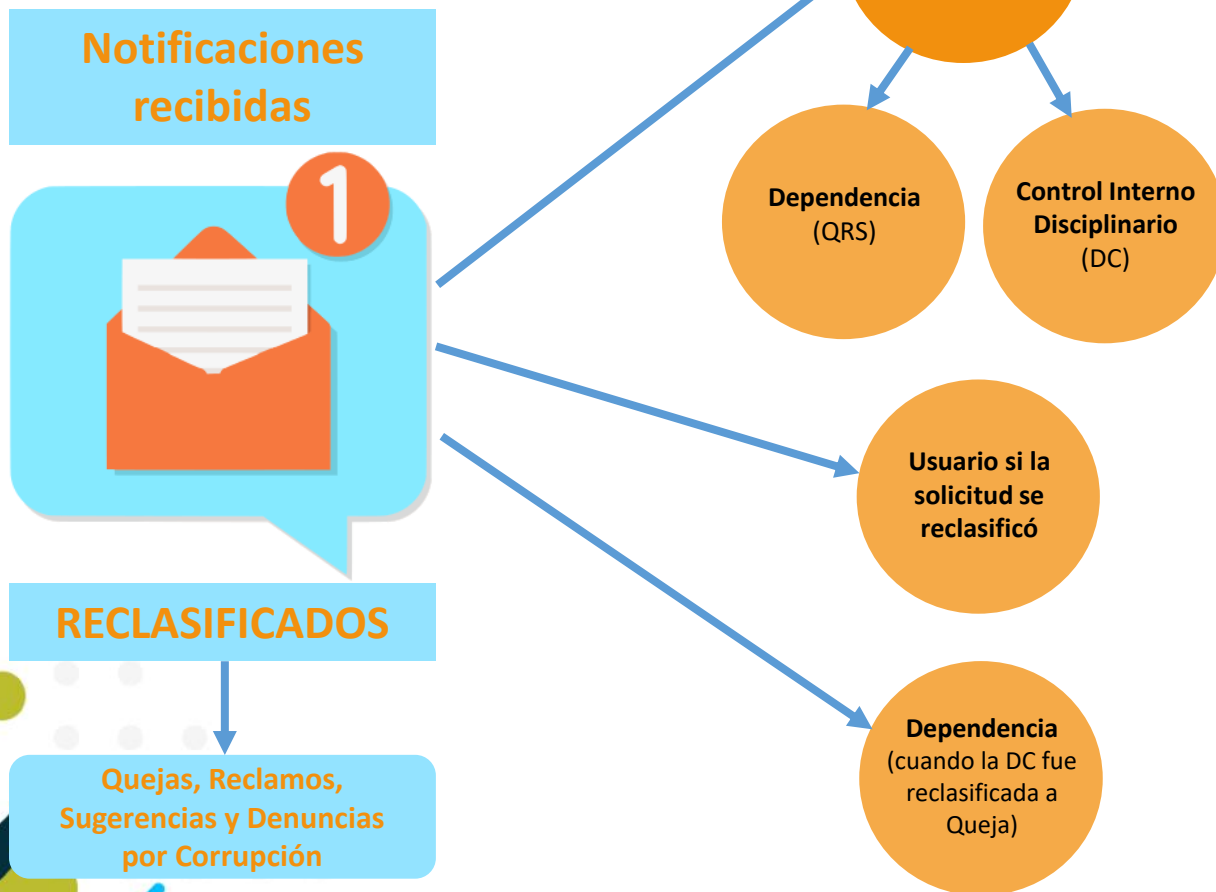 Notificaciones
recibidas
1
RECLASIFICADOS
Quejas, Reclamos,
Sugerencias y Denuncias
por Corrupción
Dependencia
(QRS)
Control Interno
Disciplinario
(DC)
Usuario si la
solicitud se
reclasificó
Dependencia
(cuando la DC fue
reclasificada a
Queja)